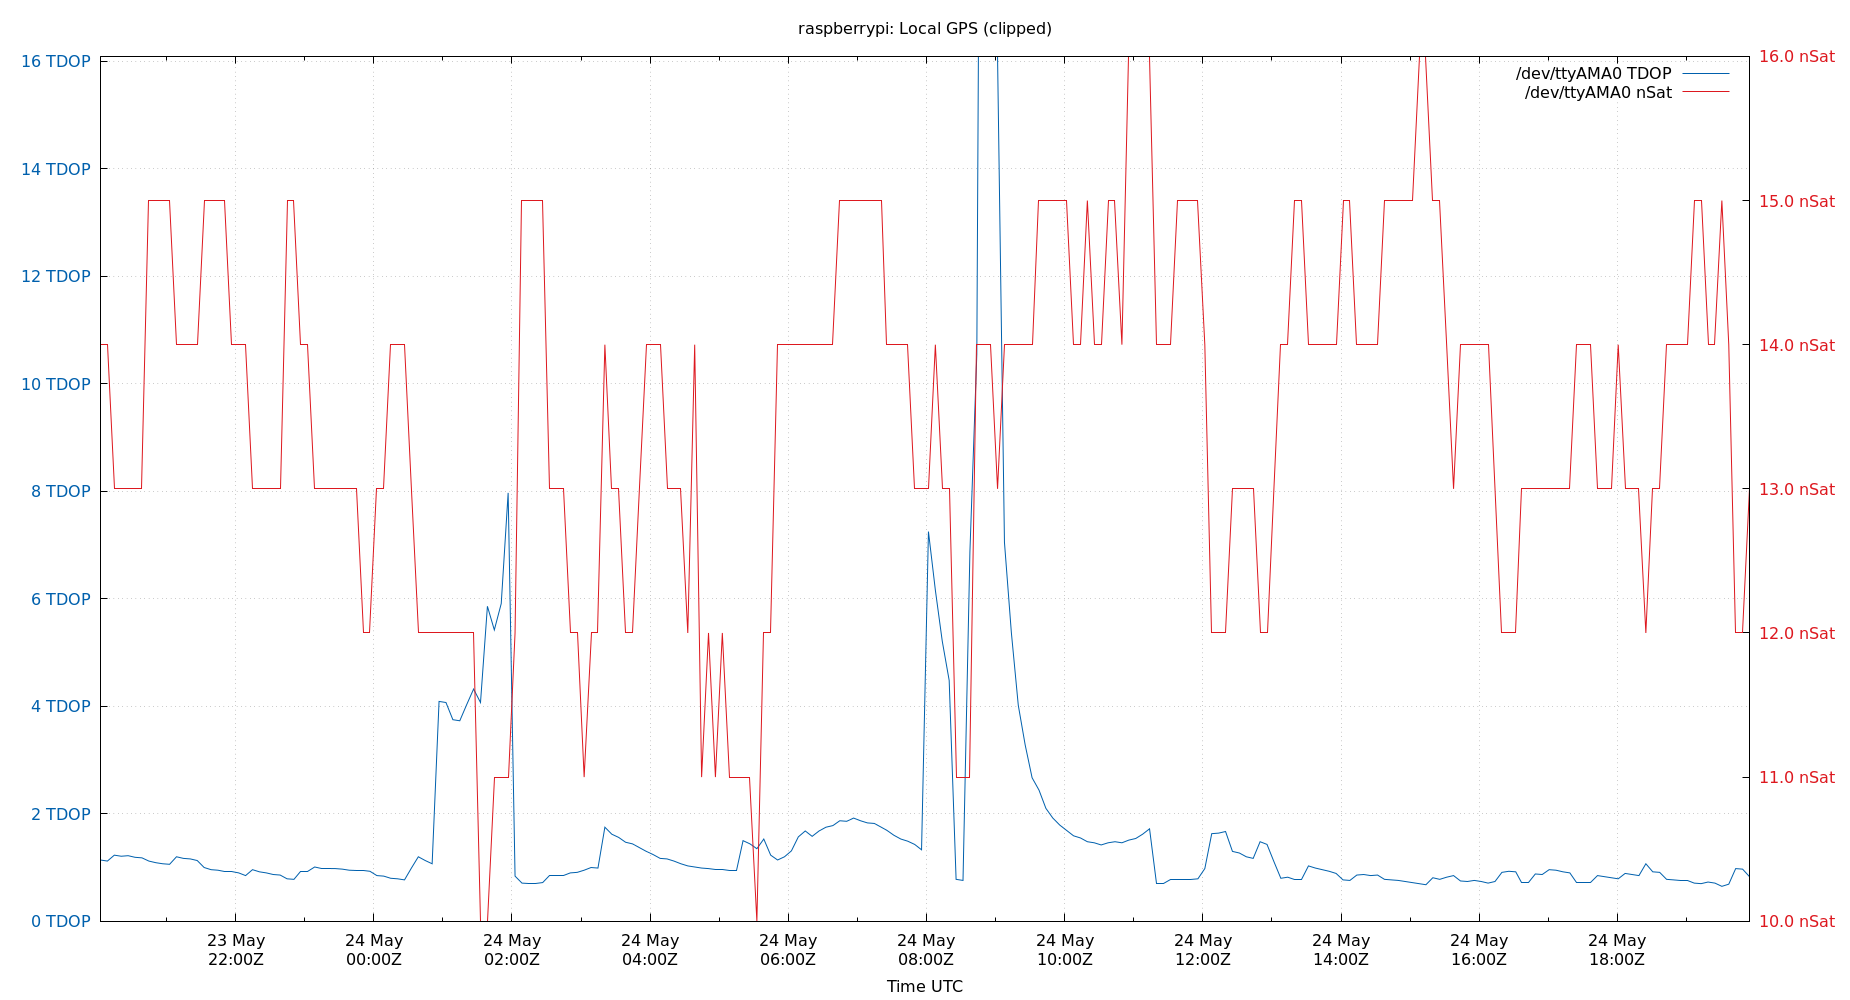 raspberrypi: Local GPS (clipped)
16 TDOP
14 TDOP
12 TDOP
10 TDOP
8 TDOP
6 TDOP
4 TDOP
2 TDOP
0 TDOP
16.0 nSat
15.0 nSat
14.0 nSat
13.0 nSat
12.0 nSat
11.0 nSat
10.0 nSat
/dev/ttyAMA0 TDOP
/dev/ttyAMA0 nSat
23 May
22:00Z
24 May
00:00Z
24 May
02:00Z
24 May
04:00Z
24 May
06:00Z
24 May
08:00Z
24 May
10:00Z
24 May
12:00Z
24 May
14:00Z
24 May
16:00Z
24 May
18:00Z
Time UTC